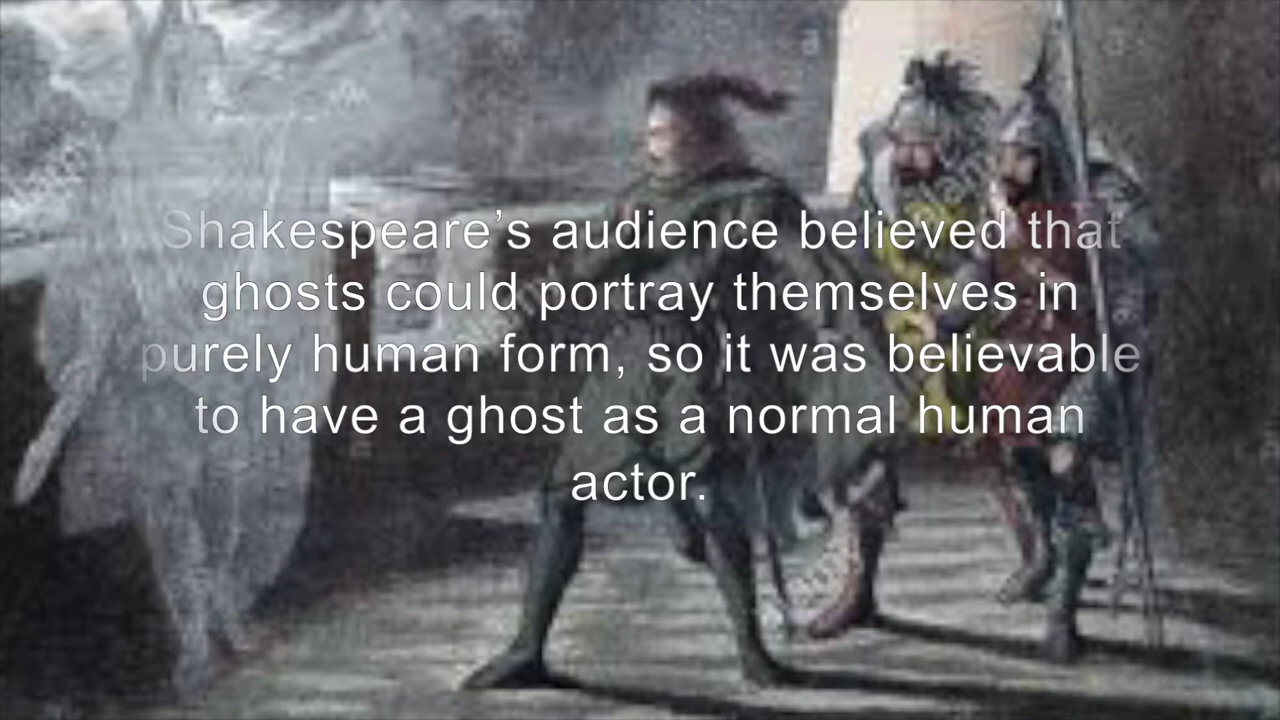 Shakespeare’s audience believed that
ghosts could portray themselves in
purely human form, so it was believable
to have a ghost as a normal human
actor.